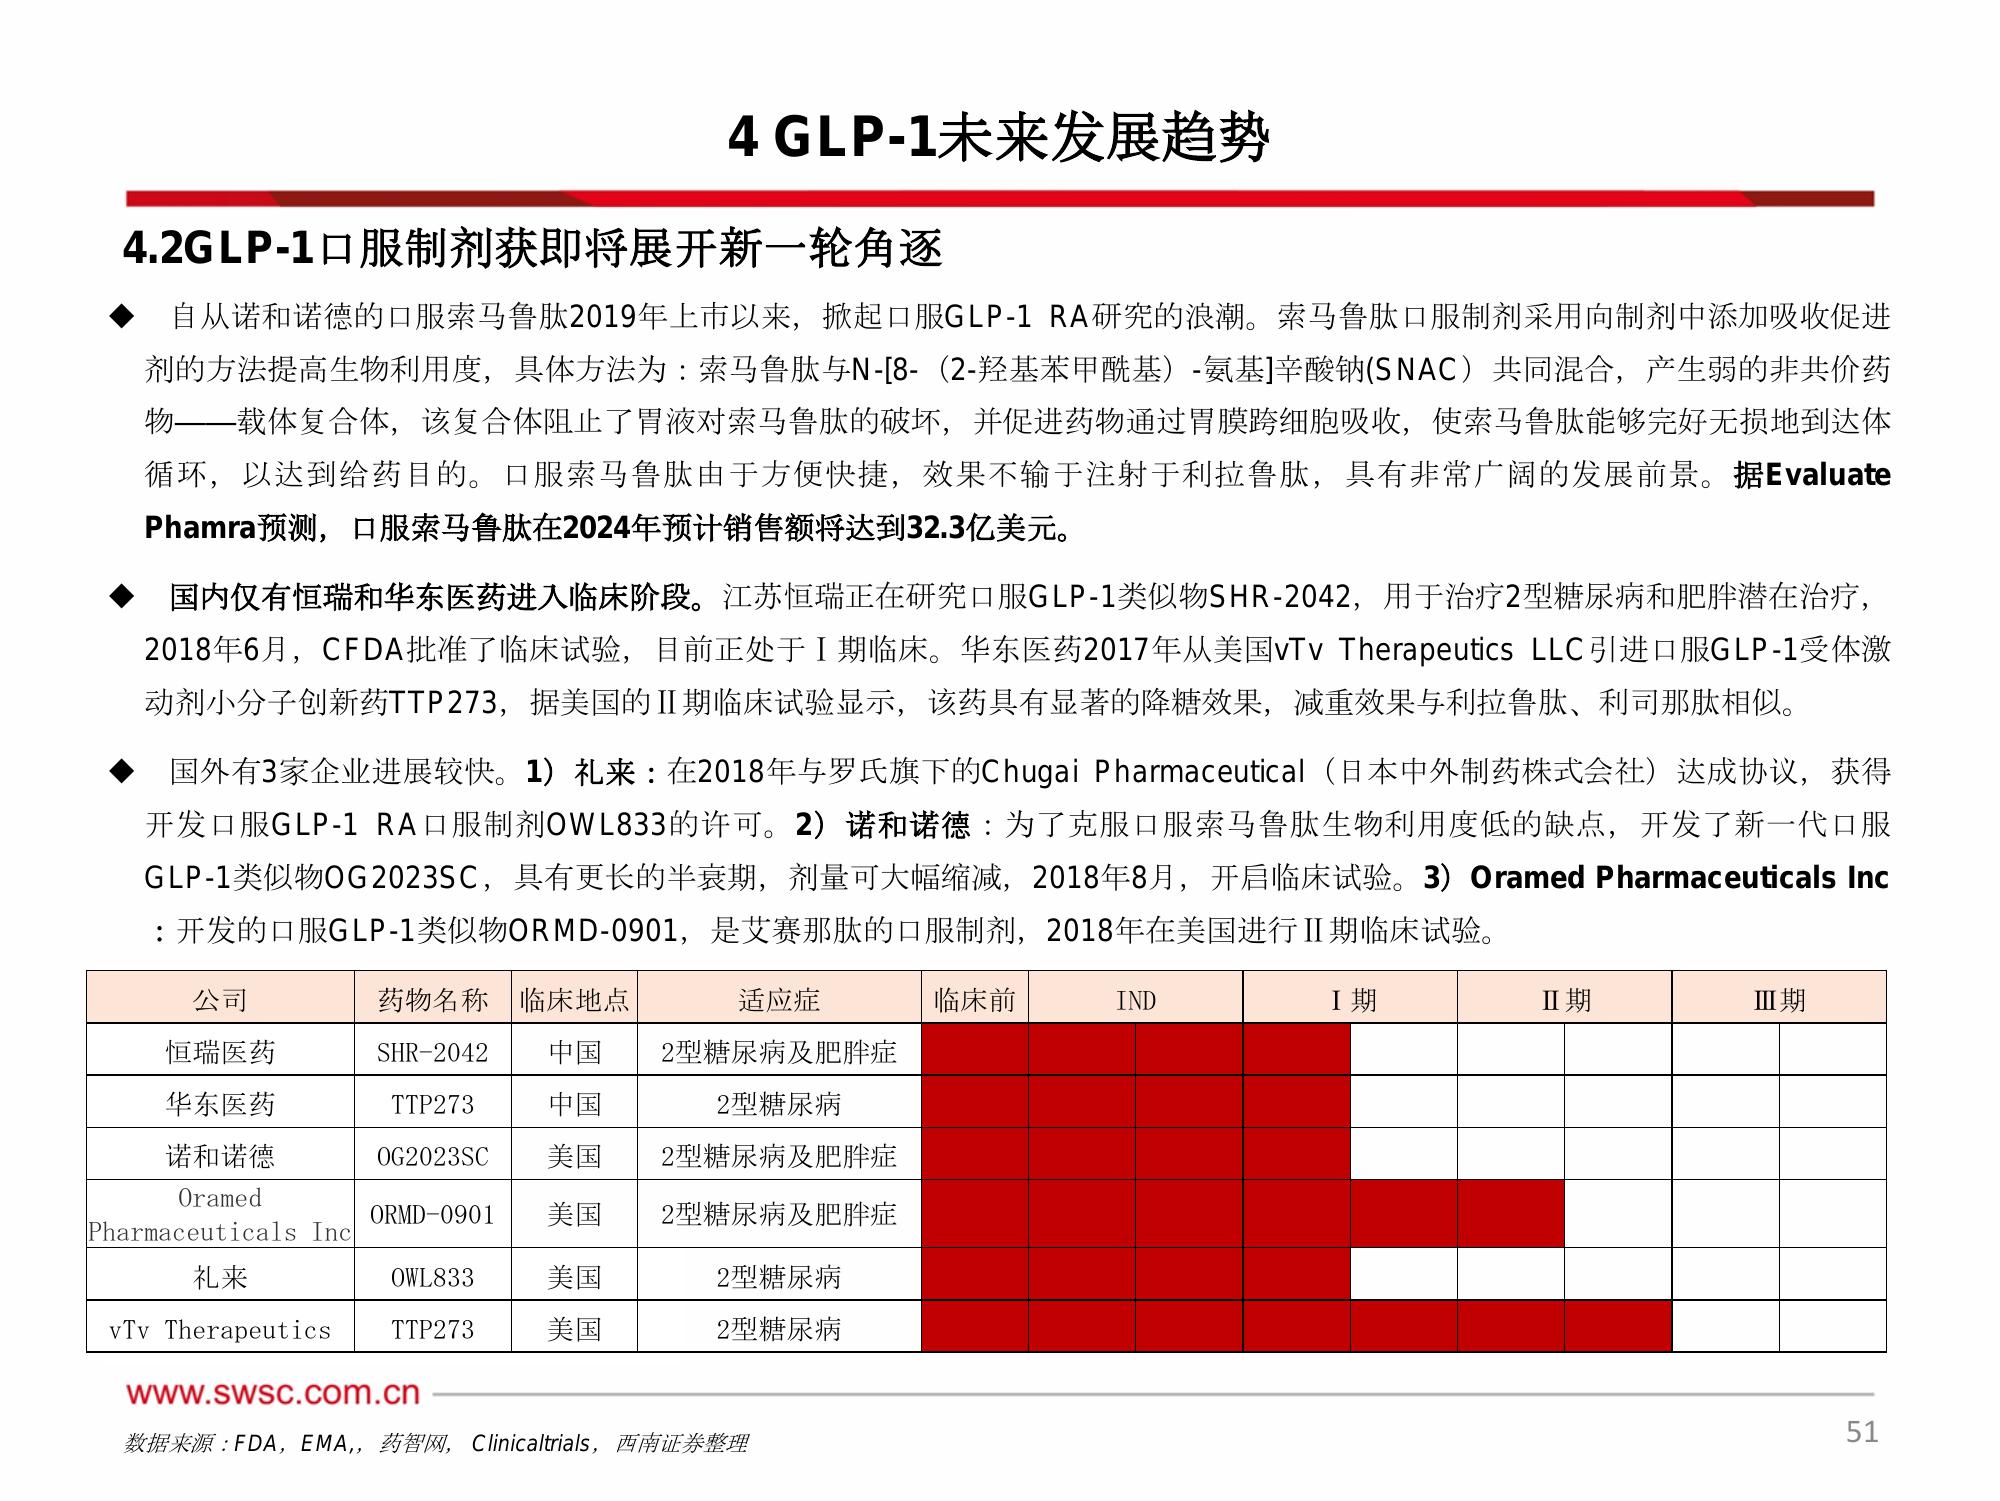 4 GLP-1未来发展趋势
4.2GLP-1口服制剂获即将展开新一轮角逐
◆ 自从诺和诺德的口服索马鲁肽2019年上市以来，掀起口服GLP-1 RA研究的浪潮。索马鲁肽口服制剂采用向制剂中添加吸收促进
剂的方法提高生物利用度，具体方法为：索马鲁肽与N-[8-（2-羟基苯甲酰基）-氨基]辛酸钠(SNAC）共同混合，产生弱的非共价药
物——载体复合体，该复合体阻止了胃液对索马鲁肽的破坏，并促进药物通过胃膜跨细胞吸收，使索马鲁肽能够完好无损地到达体
循环，以达到给药目的。口服索马鲁肽由于方便快捷，效果不输于注射于利拉鲁肽，具有非常广阔的发展前景。据Evaluate
Phamra预测，口服索马鲁肽在2024年预计销售额将达到32.3亿美元。
◆ 国内仅有恒瑞和华东医药进入临床阶段。江苏恒瑞正在研究口服GLP-1类似物SHR-2042，用于治疗2型糖尿病和肥胖潜在治疗，
2018年6月，CFDA批准了临床试验，目前正处于Ⅰ期临床。华东医药2017年从美国vTv Therapeutics LLC引进口服GLP-1受体激
动剂小分子创新药TTP273，据美国的Ⅱ期临床试验显示，该药具有显著的降糖效果，减重效果与利拉鲁肽、利司那肽相似。
◆ 国外有3家企业进展较快。1）礼来：在2018年与罗氏旗下的Chugai Pharmaceutical（日本中外制药株式会社）达成协议，获得
开发口服GLP-1 RA口服制剂OWL833的许可。2）诺和诺德：为了克服口服索马鲁肽生物利用度低的缺点，开发了新一代口服
GLP-1类似物OG2023SC，具有更长的半衰期，剂量可大幅缩减，2018年8月，开启临床试验。3）Oramed Pharmaceuticals Inc
：开发的口服GLP-1类似物ORMD-0901，是艾赛那肽的口服制剂，2018年在美国进行Ⅱ期临床试验。
公司 药物名称 临床地点 适应症 临床前 IND Ⅰ期 Ⅱ期 Ⅲ期
恒瑞医药 SHR-2042 中国 2型糖尿病及肥胖症
华东医药 TTP273 中国 2型糖尿病
诺和诺德 OG2023SC 美国 2型糖尿病及肥胖症
Oramed
Pharmaceuticals Inc ORMD-0901 美国 2型糖尿病及肥胖症
礼来 OWL833 美国 2型糖尿病
vTv Therapeutics TTP273 美国 2型糖尿病
www.swsc.com.cn
数据来源：FDA，EMA,，药智网，Clinicaltrials，西南证券整理
51